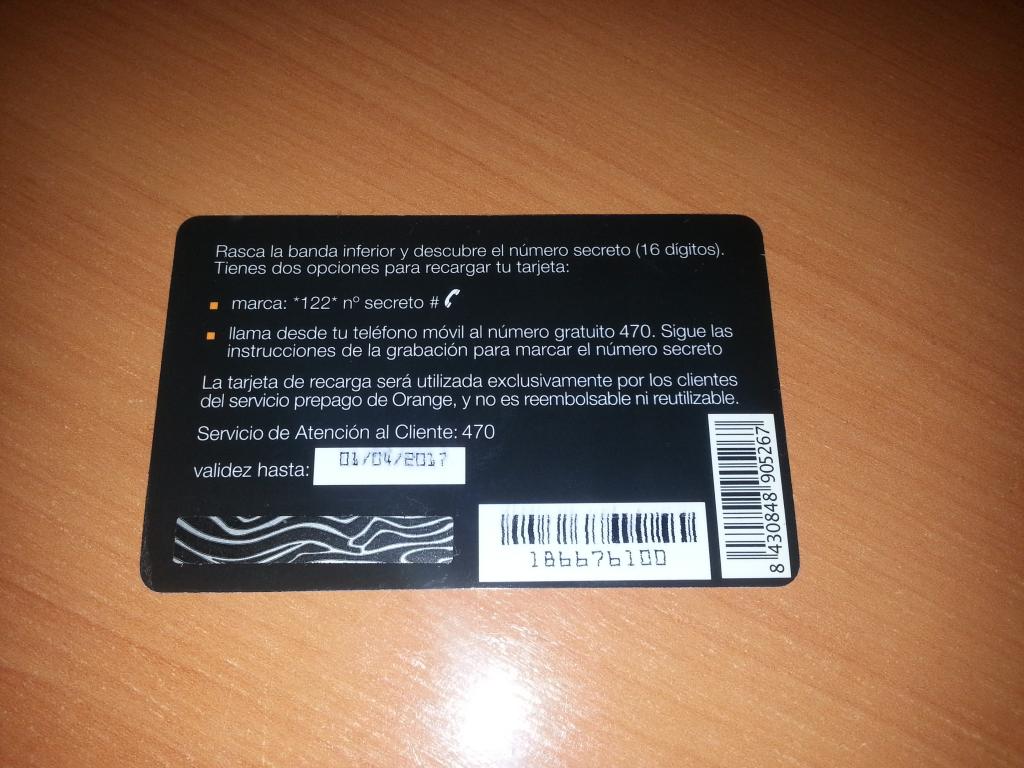 Rasca la banda inferior y descubre el número secreto (16 dígitos).
Tienes dos opciones para recargar tu tarjeta:
marca: *122* nº secreto #
llama desde tu teléfono móvil al número gratuito 470. Sigue las
instrucciones de la grabación para marcar el número secreto
La tarjeta de recarga será utilizada exclusivamente por los clientes
del servicio prepago de Orange, y no es reembolsable ni reutilizable.
Servicio de Atención al Cliente: 470
validez hasta: 01/04/2017
186676100
8 430848 905267